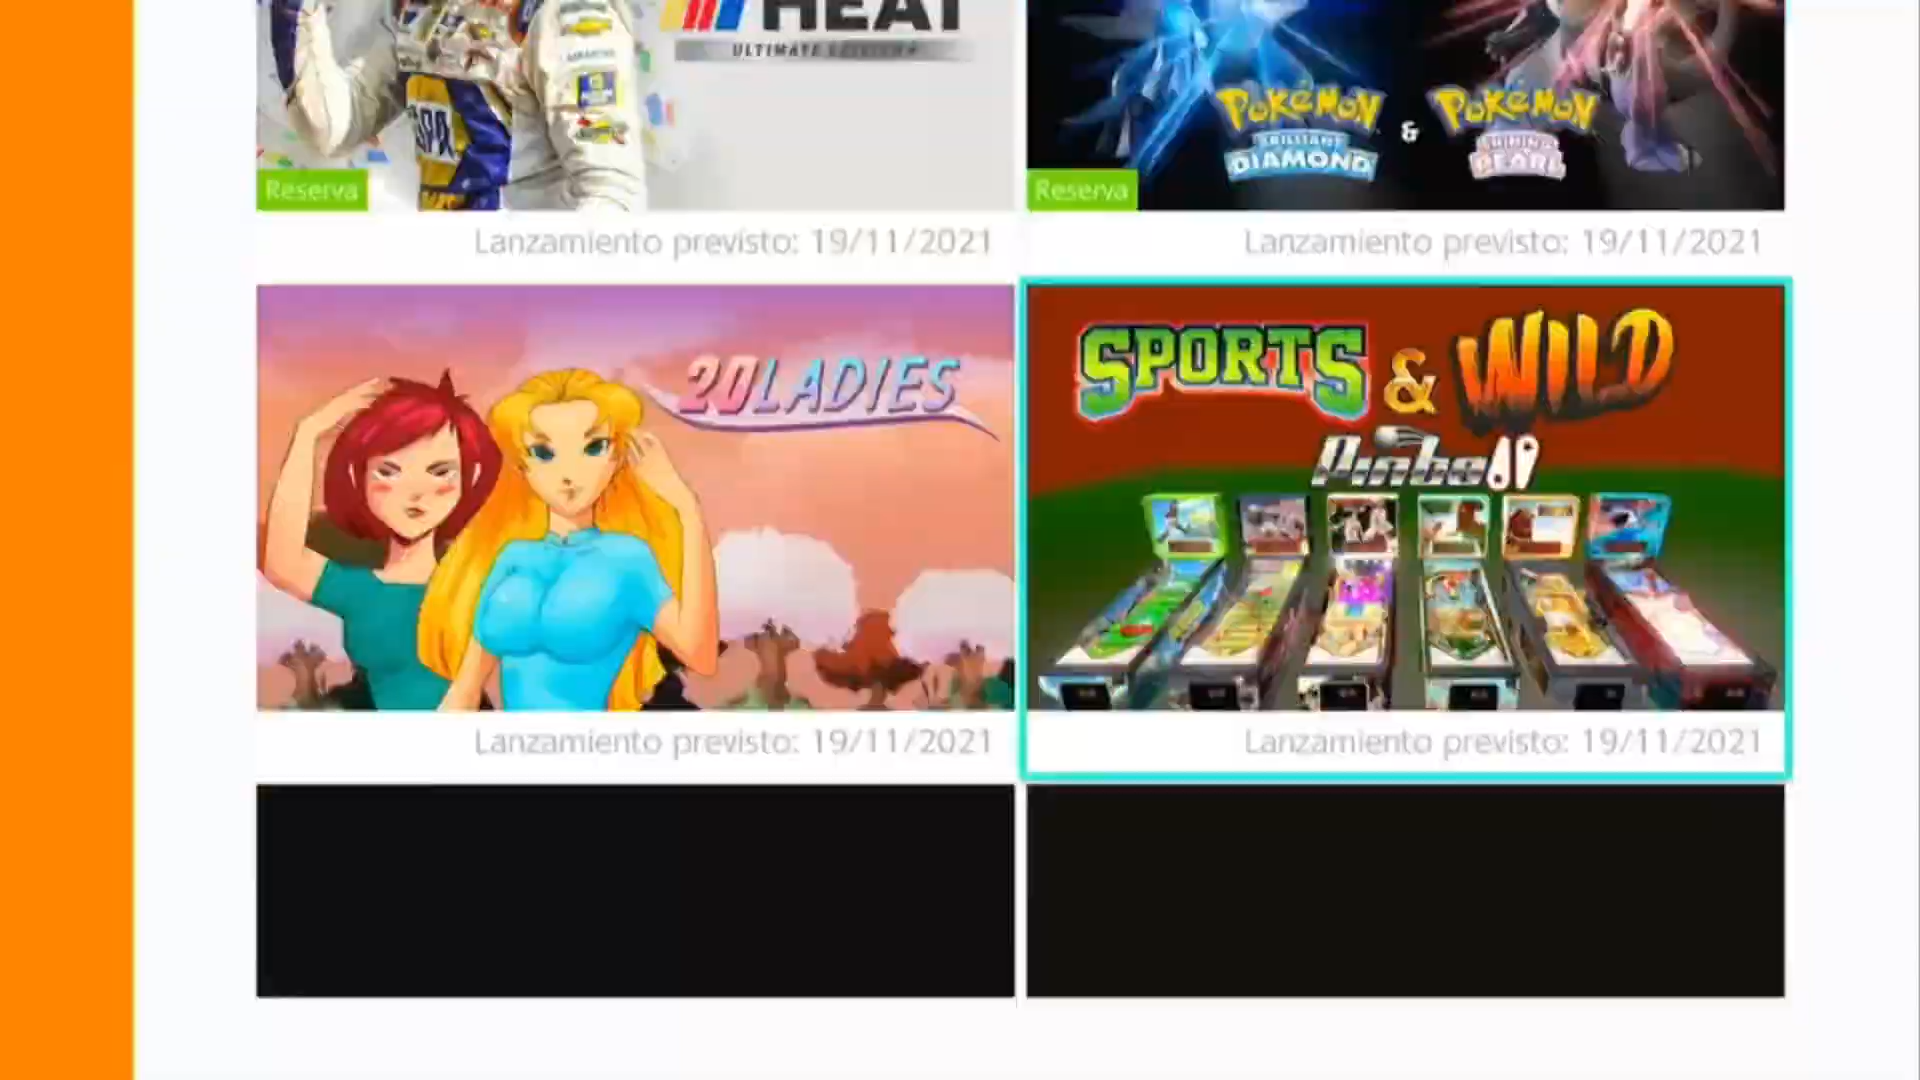 HEAT
ULTIMATE EDITION+
NAPA
Reserva
Lanzamiento previsto: 19/11/2021
POKéMON
BRILLIANT
DIAMOND
&
POKéMON
SHINING
PEARL
Reserva
Lanzamiento previsto: 19/11/2021
20LADIES
Lanzamiento previsto: 19/11/2021
SPORTS & WILD
Pinball
Lanzamiento previsto: 19/11/2021